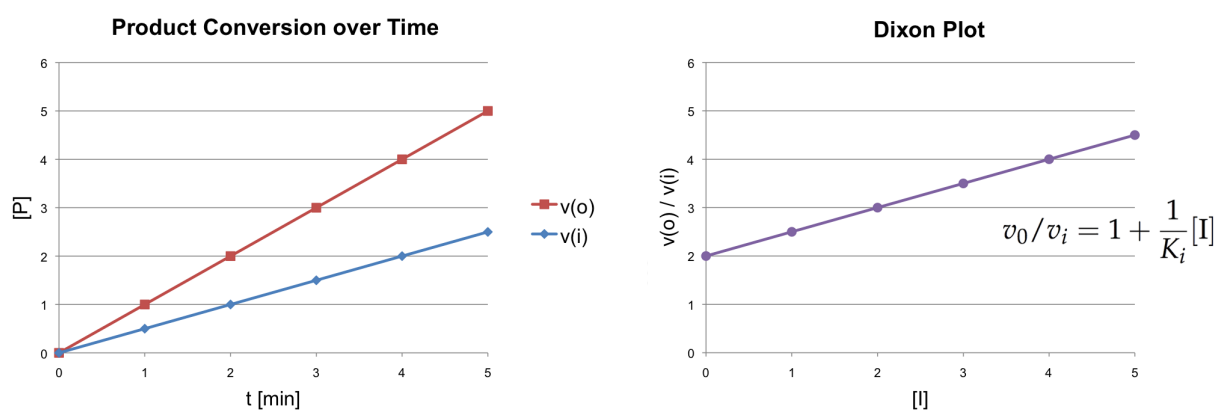 Product Conversion over Time
6
5
4
3
2
1
0
[P]
0 1 2 3 4 5
t [min]
v(o)
v(i)
Dixon Plot
6
5
4
3
2
1
0
v(o) / v(i)
0 1 2 3 4 5
[I]
v₀/vᵢ = 1 + 1/Kᵢ [I]